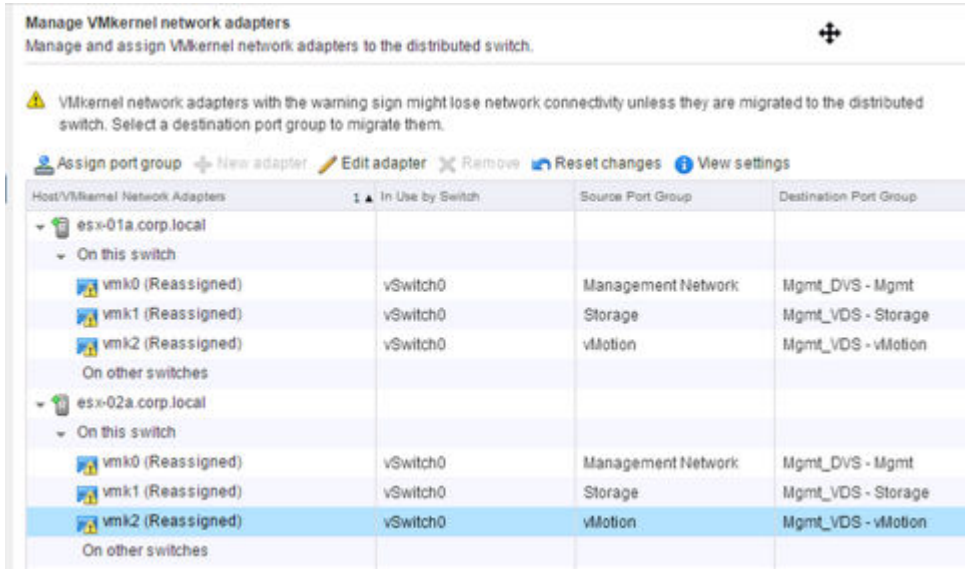 Manage VMkernel network adapters
Manage and assign VMkernel network adapters to the distributed switch.
VMkernel network adapters with the warning sign might lose network connectivity unless they are migrated to the distributed
switch. Select a destination port group to migrate them.
Assign port group New adapter Edit adapter Remove Reset changes View settings
Host/VMkernel Network Adapters 1 ▲ In Use by Switch Source Port Group Destination Port Group
esx-01a.corp.local
On this switch
vmk0 (Reassigned) vSwitch0 Management Network Mgmt_DVS - Mgmt
vmk1 (Reassigned) vSwitch0 Storage Mgmt_VDS - Storage
vmk2 (Reassigned) vSwitch0 vMotion Mgmt_VDS - vMotion
On other switches
esx-02a.corp.local
On this switch
vmk0 (Reassigned) vSwitch0 Management Network Mgmt_DVS - Mgmt
vmk1 (Reassigned) vSwitch0 Storage Mgmt_VDS - Storage
vmk2 (Reassigned) vSwitch0 vMotion Mgmt_VDS - vMotion
On other switches